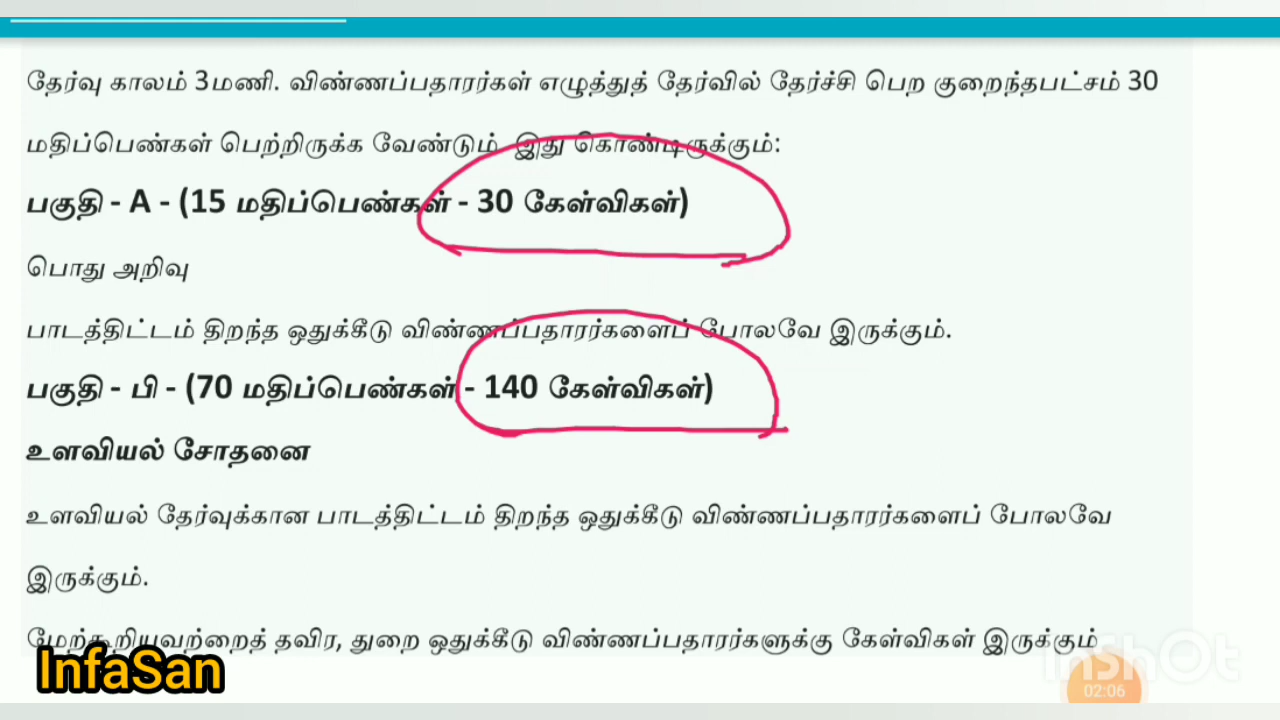 தேர்வு காலம் 3மணி. விண்ணப்பதாரர்கள் எழுத்துத் தேர்வில் தேர்ச்சி பெற குறைந்தபட்சம் 30
மதிப்பெண்கள் பெற்றிருக்க வேண்டும். இது கொண்டிருக்கும்:
பகுதி - A - (15 மதிப்பெண்கள் - 30 கேள்விகள்)
பொது அறிவு
பாடத்திட்டம் திறந்த ஒதுக்கீடு விண்ணப்பதாரர்களைப் போலவே இருக்கும்.
பகுதி - பி - (70 மதிப்பெண்கள் - 140 கேள்விகள்)
உளவியல் சோதனை
உளவியல் தேர்வுக்கான பாடத்திட்டம் திறந்த ஒதுக்கீடு விண்ணப்பதாரர்களைப் போலவே
இருக்கும்.
மேற்கூறியவற்றைத் தவிர, துறை ஒதுக்கீடு விண்ணப்பதாரர்களுக்கு கேள்விகள் இருக்கும்
InfaSan
InShOt
02:06